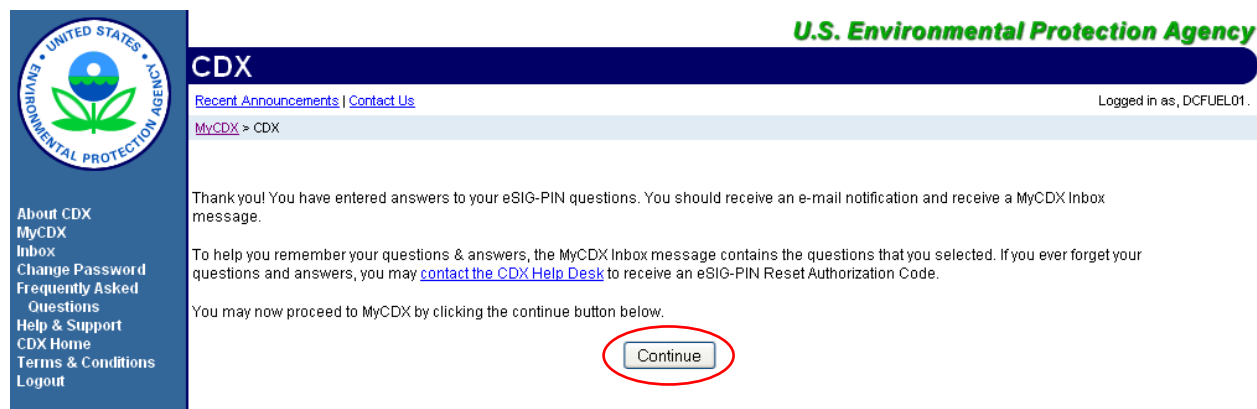 UNITED STATES
ENVIRONMENTAL PROTECTION AGENCY
U.S. Environmental Protection Agency
CDX
Recent Announcements | Contact Us
Logged in as, DCFUEL01.
MyCDX > CDX
About CDX
MyCDX
Inbox
Change Password
Frequently Asked
Questions
Help & Support
CDX Home
Terms & Conditions
Logout
Thank you! You have entered answers to your eSIG-PIN questions. You should receive an e-mail notification and receive a MyCDX Inbox
message.
To help you remember your questions & answers, the MyCDX Inbox message contains the questions that you selected. If you ever forget your
questions and answers, you may contact the CDX Help Desk to receive an eSIG-PIN Reset Authorization Code.
You may now proceed to MyCDX by clicking the continue button below.
Continue